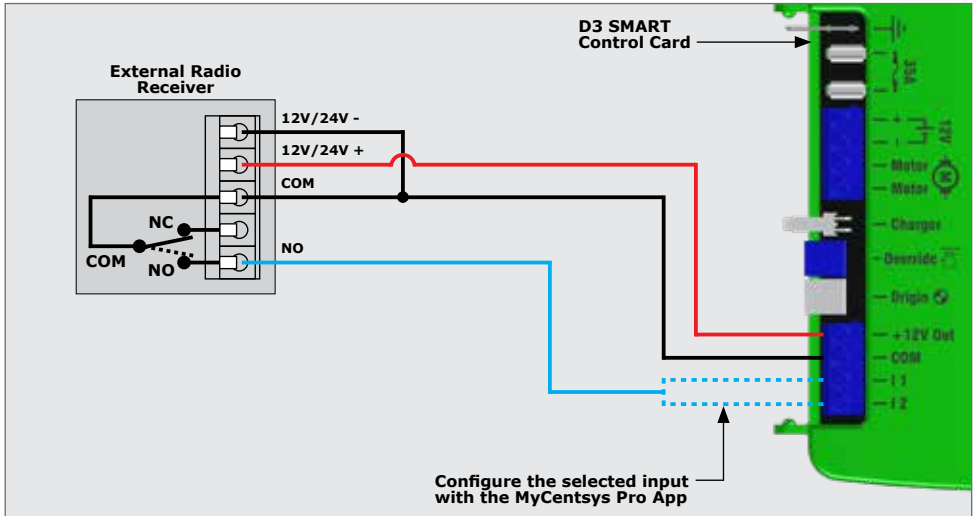 D3 SMART
Control Card
External Radio
Receiver
12V/24V -
12V/24V +
COM
NC
COM
NO
NO
35A
+
-
12V
Motor
Motor
M
Charger
Override
Origin
+12V Out
COM
I 1
I 2
Configure the selected input
with the MyCentsys Pro App